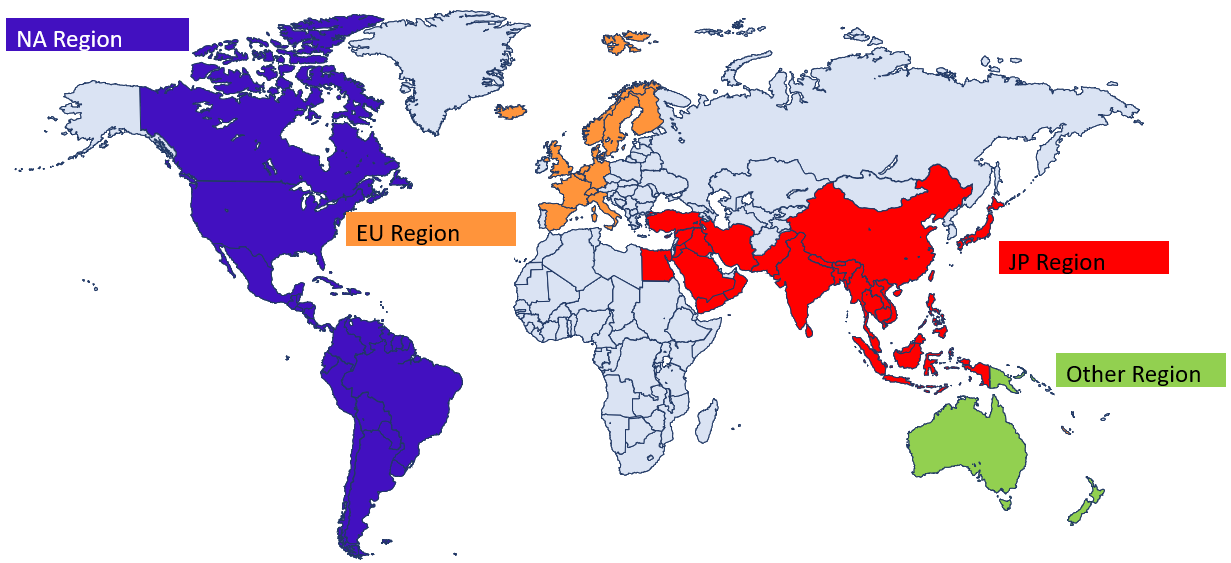 NA Region
EU Region
JP Region
Other Region